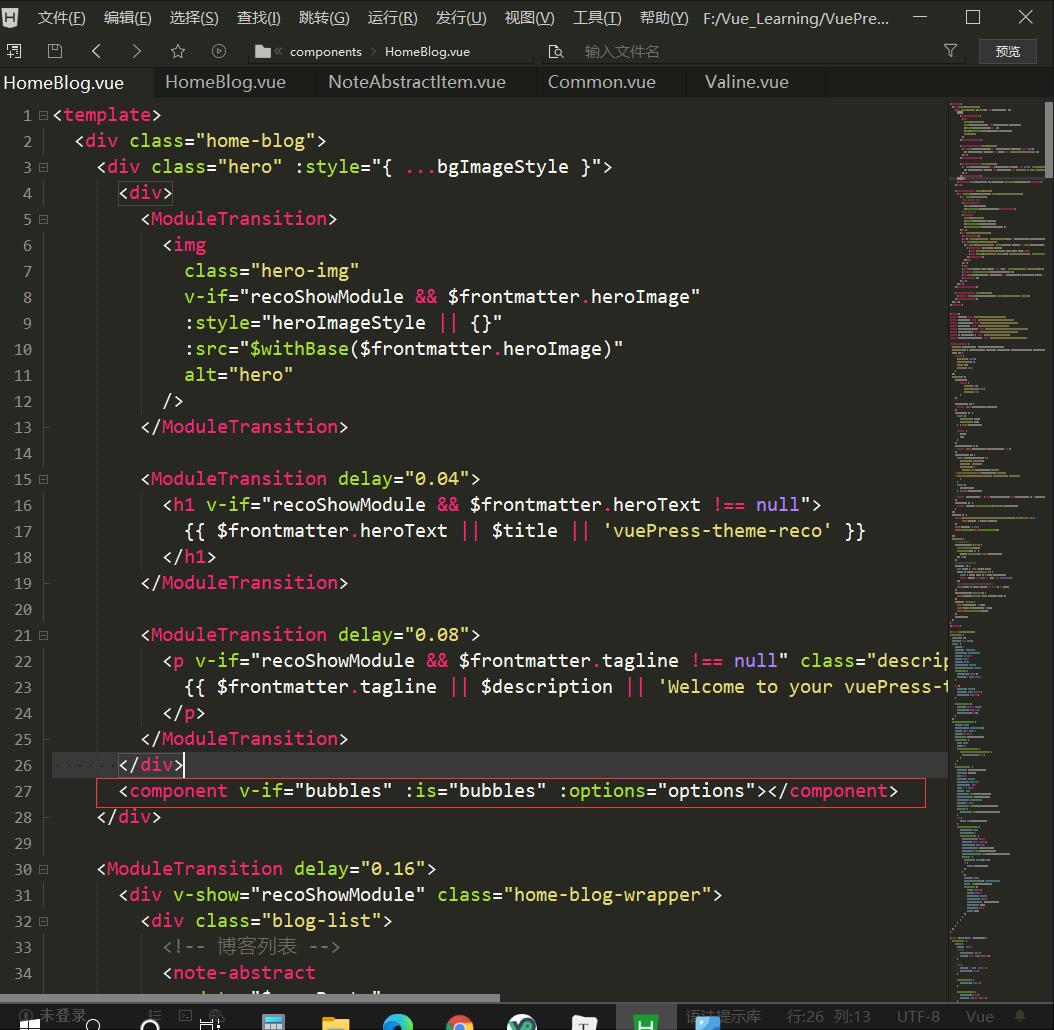 H 文件(F) 编辑(E) 选择(S) 查找(I) 跳转(G) 运行(R) 发行(U) 视图(V) 工具(T) 帮助(Y) F:/Vue_Learning/VuePre...
components HomeBlog.vue 输入文件名 预览
HomeBlog.vue HomeBlog.vue NoteAbstractItem.vue Common.vue Valine.vue
1 <template>
2 <div class="home-blog">
3 <div class="hero" :style="{ ...bgImageStyle }">
4 <div>
5 <ModuleTransition>
6 <img
7 class="hero-img"
8 v-if="recoShowModule && $frontmatter.heroImage"
9 :style="heroImageStyle || {}"
10 :src="$withBase($frontmatter.heroImage)"
11 alt="hero"
12 />
13 </ModuleTransition>
14
15 <ModuleTransition delay="0.04">
16 <h1 v-if="recoShowModule && $frontmatter.heroText !== null">
17 {{ $frontmatter.heroText || $title || 'vuePress-theme-reco' }}
18 </h1>
19 </ModuleTransition>
20
21 <ModuleTransition delay="0.08">
22 <p v-if="recoShowModule && $frontmatter.tagline !== null" class="descrip
23 {{ $frontmatter.tagline || $description || 'Welcome to your vuePress-t
24 </p>
25 </ModuleTransition>
26 </div>
27 <component v-if="bubbles" :is="bubbles" :options="options"></component>
28 </div>
29
30 <ModuleTransition delay="0.16">
31 <div v-show="recoShowModule" class="home-blog-wrapper">
32 <div class="blog-list">
33 <!-- 博客列表 -->
34 <note-abstract
未登录 语法提示库 行:26 列:13 UTF-8 Vue